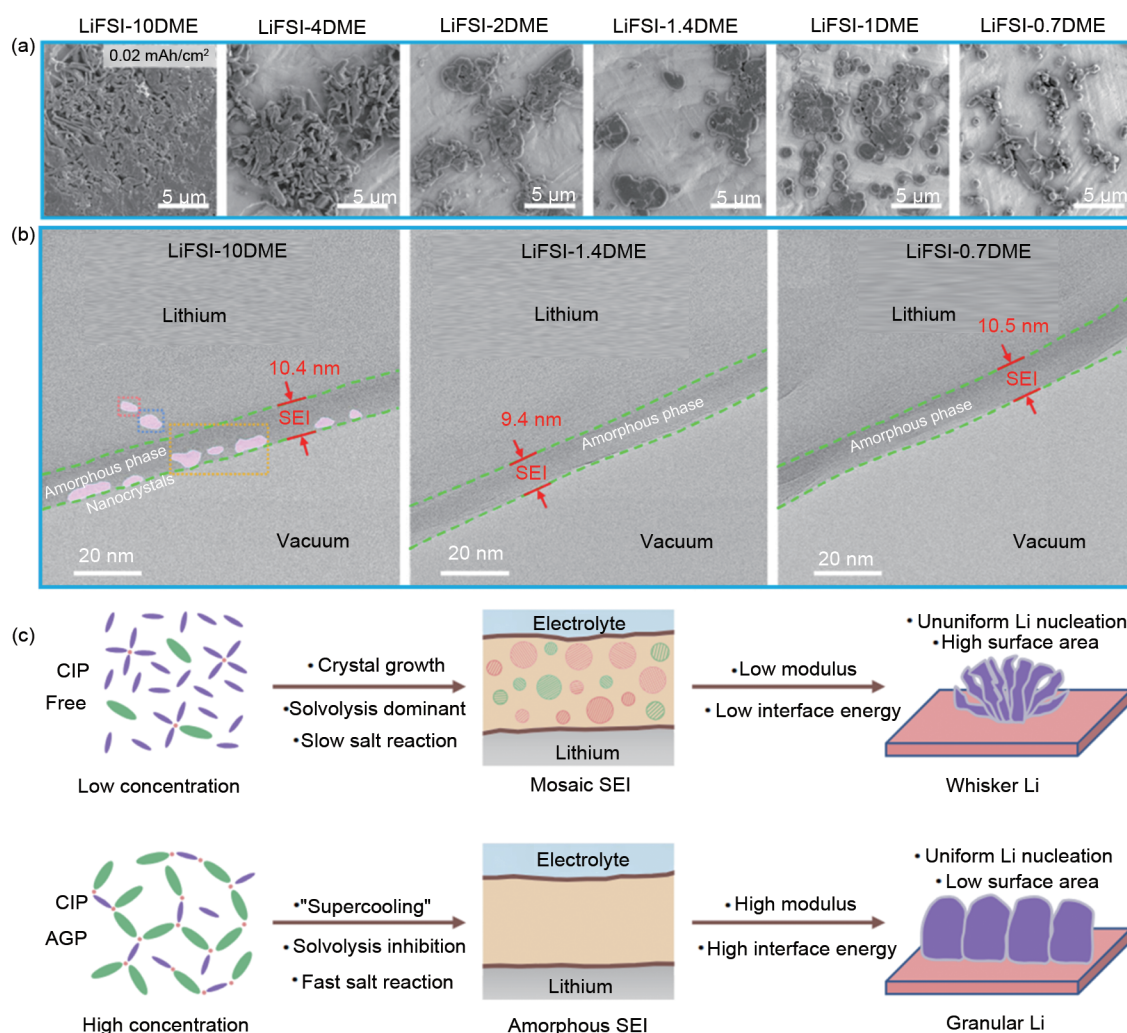 LiFSI-10DME LiFSI-4DME LiFSI-2DME LiFSI-1.4DME LiFSI-1DME LiFSI-0.7DME
(a)
0.02 mAh/cm²
5 μm 5 μm 5 μm 5 μm 5 μm 5 μm
(b)
LiFSI-10DME
Lithium
10.4 nm
SEI
Amorphous phase
Nanocrystals
Vacuum
20 nm
LiFSI-1.4DME
Lithium
9.4 nm
SEI
Amorphous phase
20 nm
LiFSI-0.7DME
Lithium
10.5 nm
SEI
Amorphous phase
Vacuum
20 nm
(c)
CIP
Free
Low concentration
•Crystal growth
•Solvolysis dominant
•Slow salt reaction
Electrolyte
Lithium
Mosaic SEI
•Low modulus
•Low interface energy
•Ununiform Li nucleation
•High surface area
Whisker Li
CIP
AGP
High concentration
•"Supercooling"
•Solvolysis inhibition
•Fast salt reaction
Electrolyte
Lithium
Amorphous SEI
•High modulus
•High interface energy
•Uniform Li nucleation
•Low surface area
Granular Li